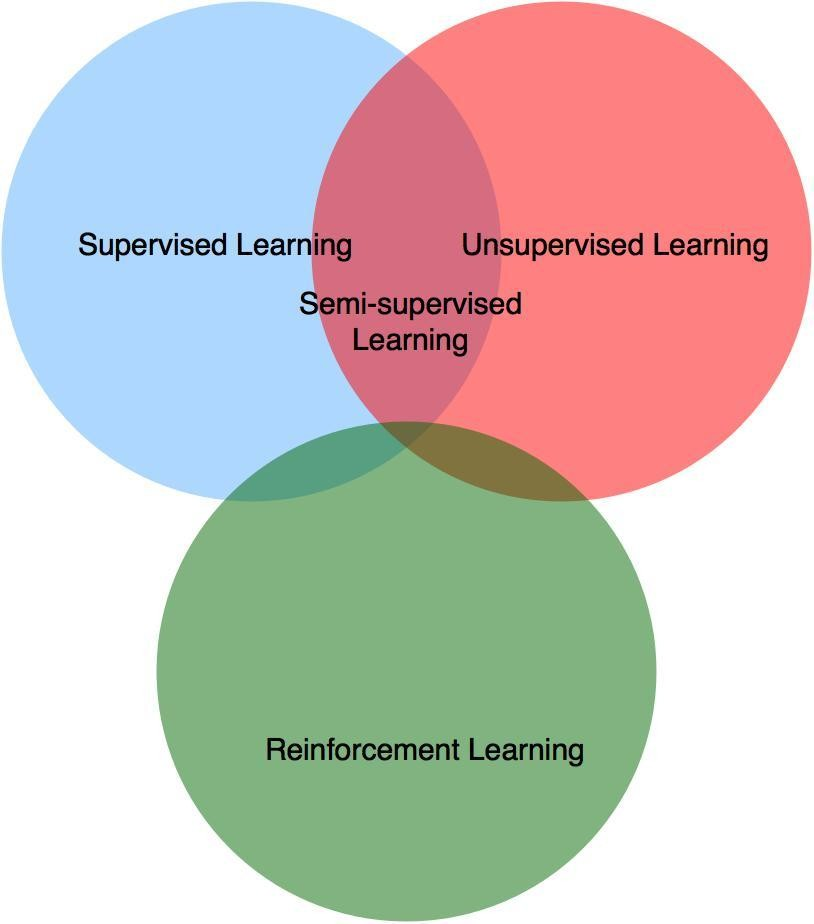 Supervised Learning
Unsupervised Learning
Semi-supervised
Learning
Reinforcement Learning